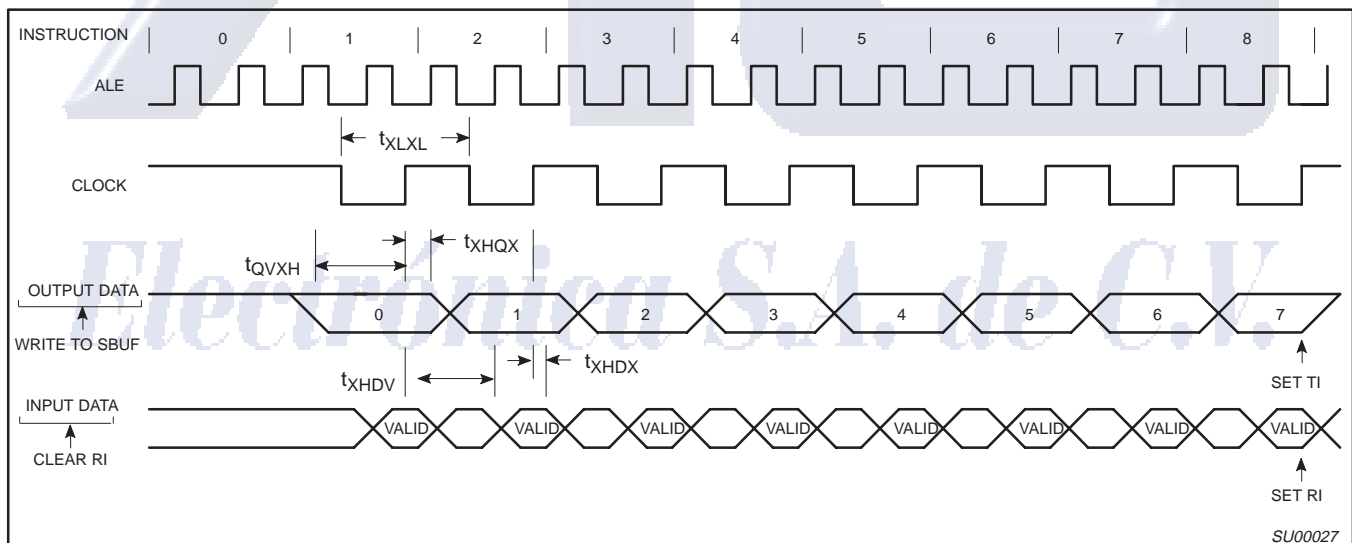 INSTRUCTION 0 1 2 3 4 5 6 7 8
ALE
tXLXL
CLOCK
tXHQX
tQVXH
OUTPUT DATA
0 1 2 3 4 5 6 7
WRITE TO SBUF
tXHDX
tXHDV
SET TI
INPUT DATA
VALID VALID VALID VALID VALID VALID VALID VALID
CLEAR RI
SET RI
SU00027
Electrónica S.A. de C.V.